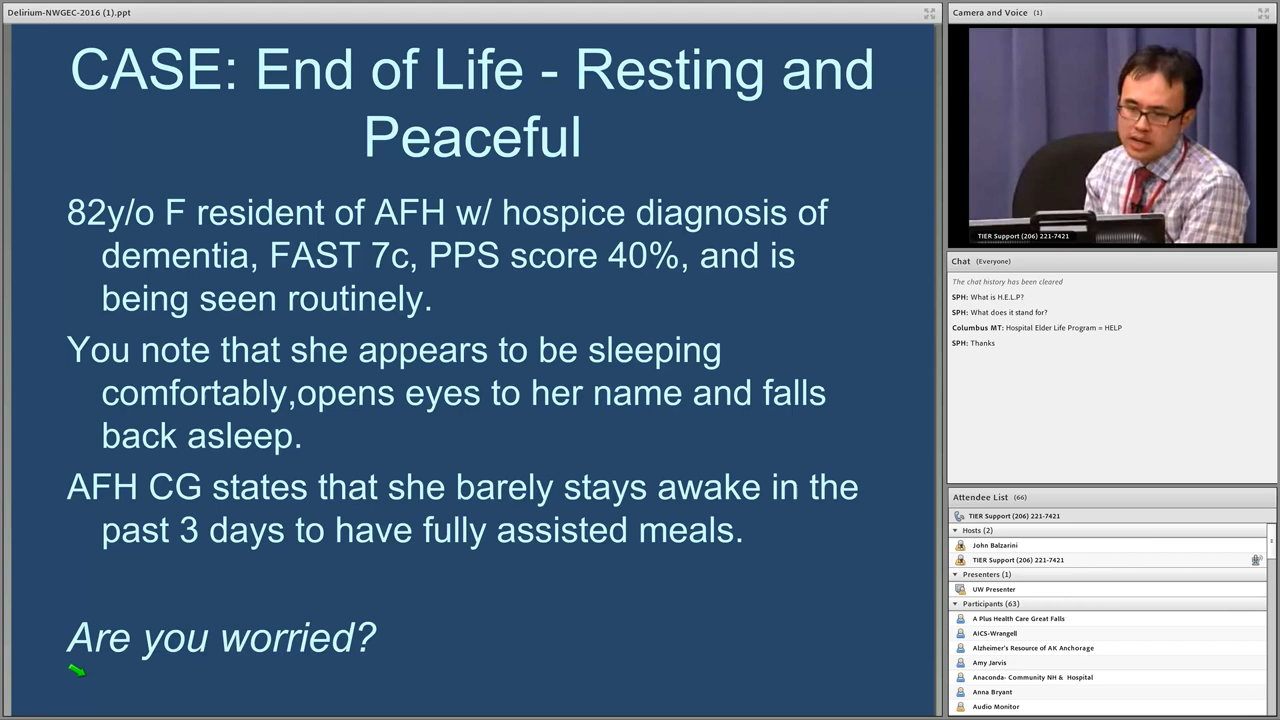 Delirium-NWGEC-2016 (1).ppt
CASE: End of Life - Resting and
Peaceful
82y/o F resident of AFH w/ hospice diagnosis of
dementia, FAST 7c, PPS score 40%, and is
being seen routinely.
You note that she appears to be sleeping
comfortably,opens eyes to her name and falls
back asleep.
AFH CG states that she barely stays awake in the
past 3 days to have fully assisted meals.
Are you worried?
Camera and Voice (1)
TIER Support (206) 221-7421
Chat (Everyone)
The chat history has been cleared
SPH: What is H.E.L.P?
SPH: What does it stand for?
Columbus MT: Hospital Elder Life Program = HELP
SPH: Thanks
Attendee List (66)
TIER Support (206) 221-7421
Hosts (2)
John Balzarini
TIER Support (206) 221-7421
Presenters (1)
UW Presenter
Participants (63)
A Plus Health Care Great Falls
AICS-Wrangell
Alzheimer's Resource of AK Anchorage
Amy Jarvis
Anaconda- Community NH & Hospital
Anna Bryant
Audio Monitor